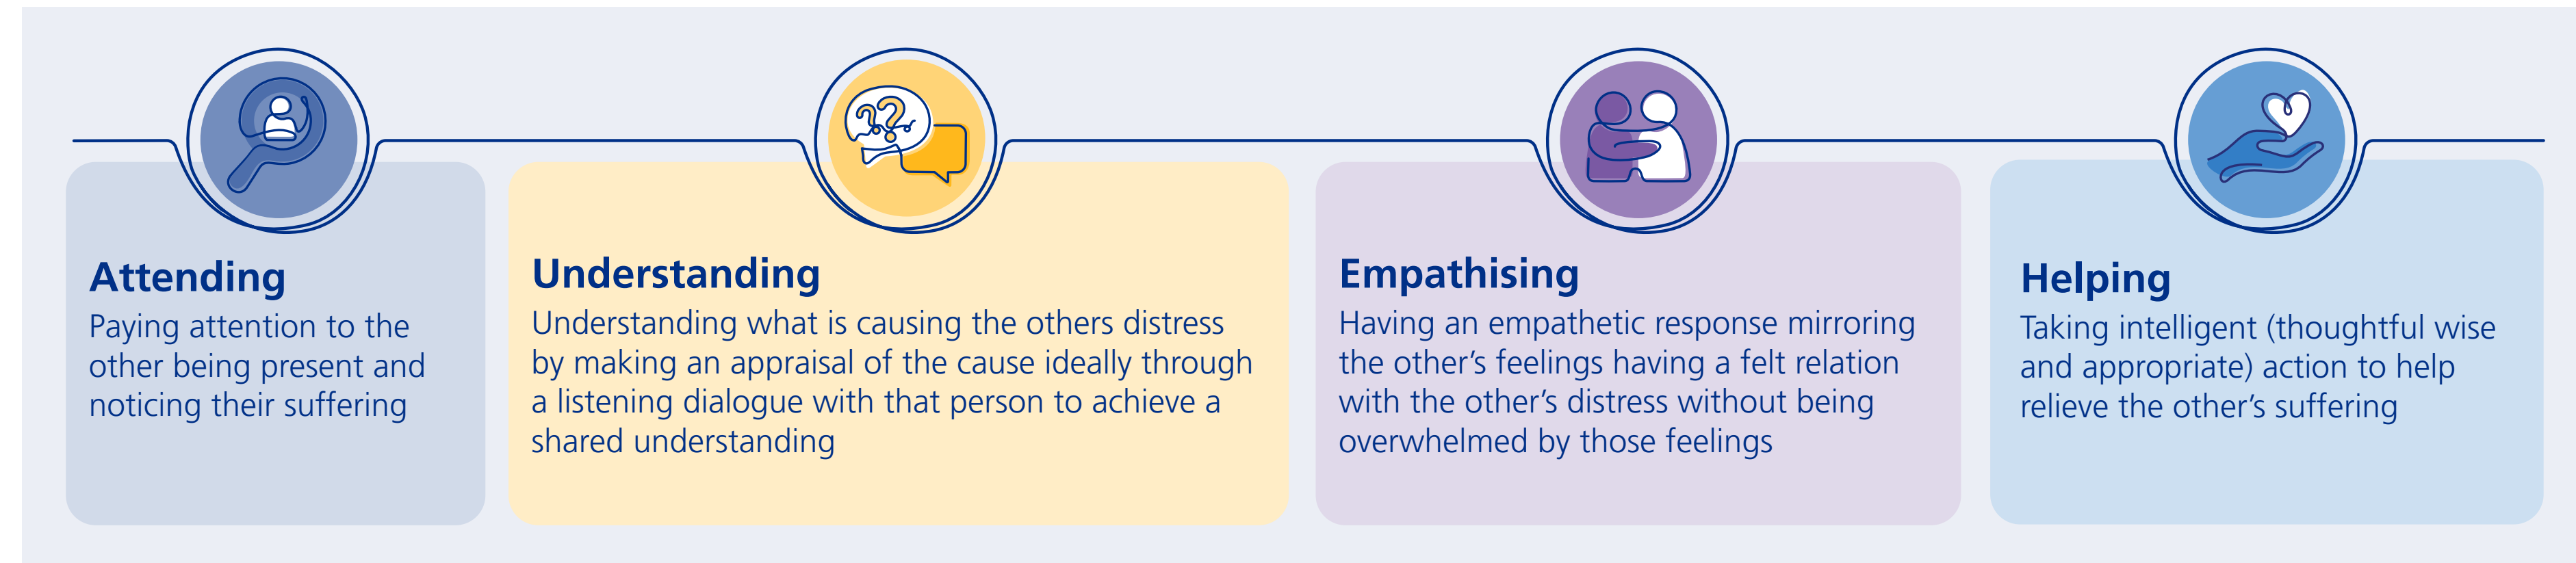 Attending
Paying attention to the
other being present and
noticing their suffering
Understanding
Understanding what is causing the others distress
by making an appraisal of the cause ideally through
a listening dialogue with that person to achieve a
shared understanding
Empathising
Having an empathetic response mirroring
the other’s feelings having a felt relation
with the other’s distress without being
overwhelmed by those feelings
Helping
Taking intelligent (thoughtful wise
and appropriate) action to help
relieve the other’s suffering